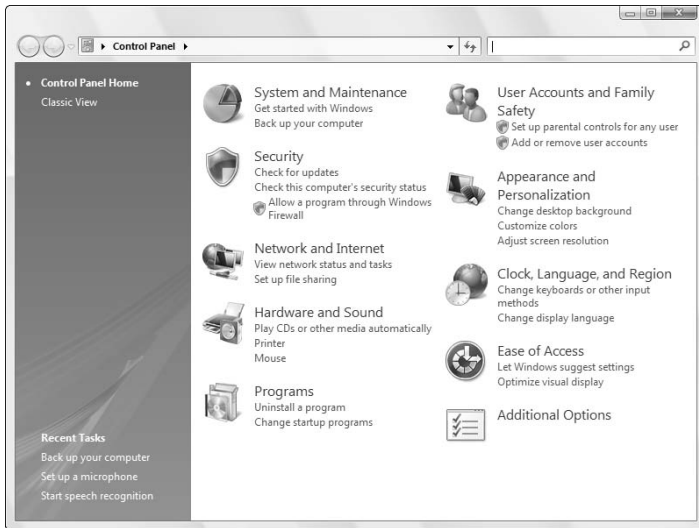 Control Panel
Control Panel Home
Classic View
System and Maintenance
Get started with Windows
Back up your computer
Security
Check for updates
Check this computer's security status
Allow a program through Windows
Firewall
Network and Internet
View network status and tasks
Set up file sharing
Hardware and Sound
Play CDs or other media automatically
Printer
Mouse
Programs
Uninstall a program
Change startup programs
User Accounts and Family
Safety
Set up parental controls for any user
Add or remove user accounts
Appearance and
Personalization
Change desktop background
Customize colors
Adjust screen resolution
Clock, Language, and Region
Change keyboards or other input
methods
Change display language
Ease of Access
Let Windows suggest settings
Optimize visual display
Additional Options
Recent Tasks
Back up your computer
Set up a microphone
Start speech recognition